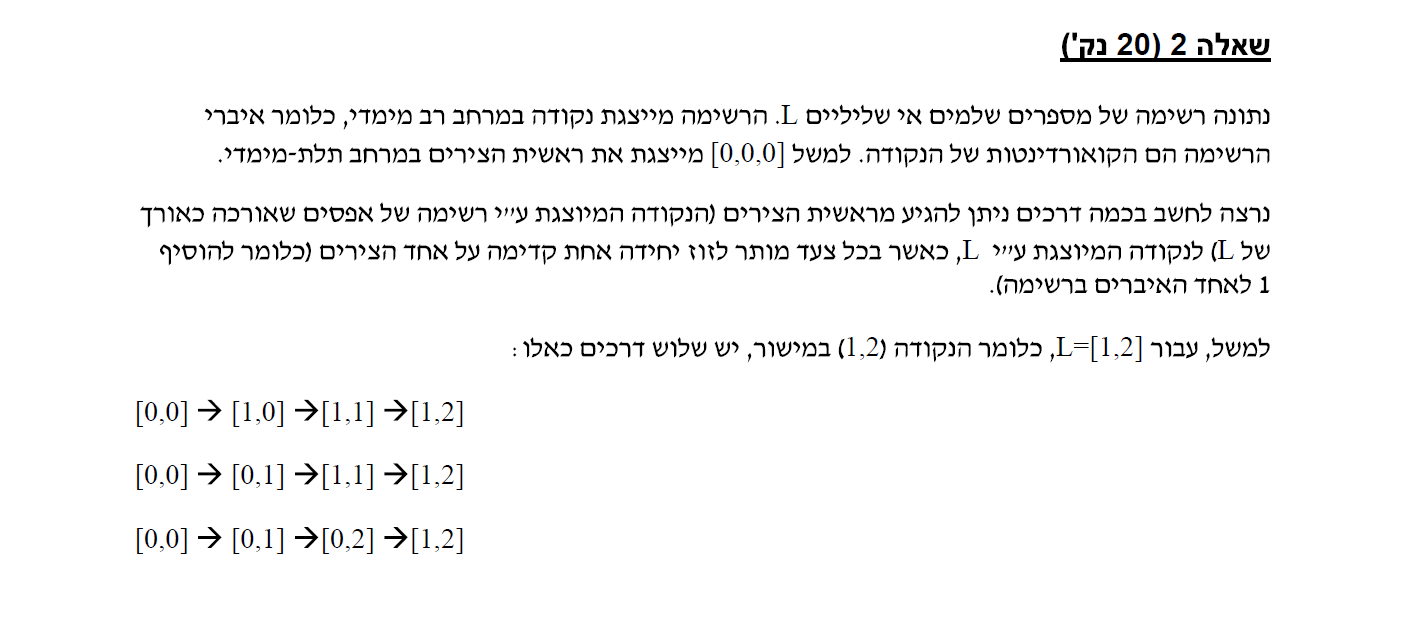 שאלה 2 (20 נק')
נתונה רשימה של מספרים שלמים אי שליליים L. הרשימה מייצגת נקודה במרחב רב מימדי, כלומר איברי
הרשימה הם הקואורדינטות של הנקודה. למשל [0,0,0] מייצגת את ראשית הצירים במרחב תלת-מימדי.
נרצה לחשב בכמה דרכים ניתן להגיע מראשית הצירים (הנקודה המיוצגת ע״י רשימה של אפסים שאורכה כאורך
של L) לנקודה המיוצגת ע״י L, כאשר בכל צעד מותר לזוז יחידה אחת קדימה על אחד הצירים (כלומר להוסיף
1 לאחד האיברים ברשימה).
למשל, עבור L=[1,2], כלומר הנקודה (1,2) במישור, יש שלוש דרכים כאלו:
[0,0] → [1,0] →[1,1] →[1,2]
[0,0] → [0,1] →[1,1] →[1,2]
[0,0] → [0,1] →[0,2] →[1,2]